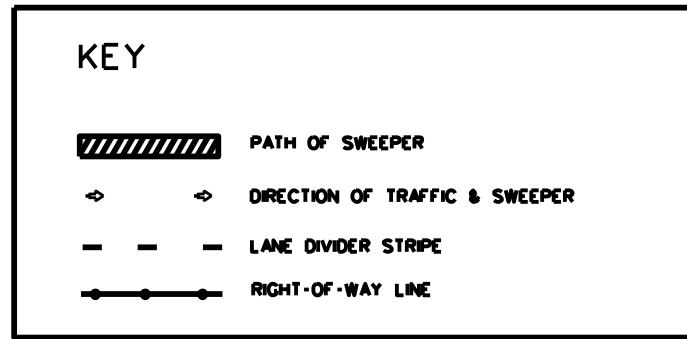 KEY
PATH OF SWEEPER
DIRECTION OF TRAFFIC & SWEEPER
LANE DIVIDER STRIPE
RIGHT-OF-WAY LINE